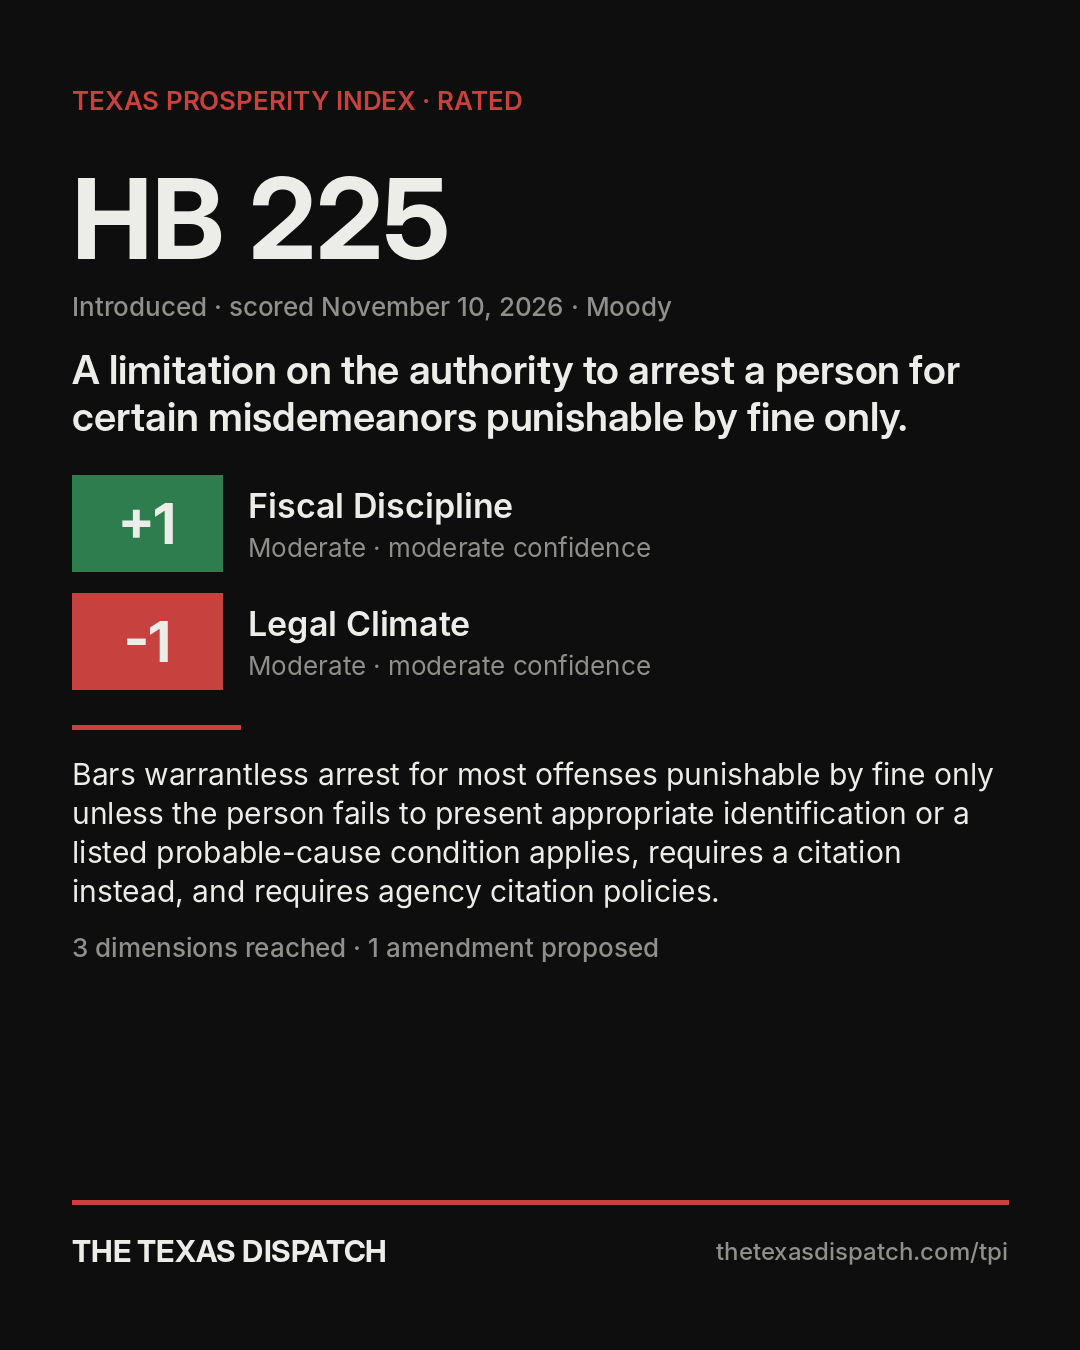 TEXAS PROSPERITY INDEX · RATED
HB 225
Introduced · scored November 10, 2026 · Moody
A limitation on the authority to arrest a person for
certain misdemeanors punishable by fine only.
+1
Fiscal Discipline
Moderate · moderate confidence
-1
Legal Climate
Moderate · moderate confidence
Bars warrantless arrest for most offenses punishable by fine only
unless the person fails to present appropriate identification or a
listed probable-cause condition applies, requires a citation
instead, and requires agency citation policies.
3 dimensions reached · 1 amendment proposed
THE TEXAS DISPATCH
thetexasdispatch.com/tpi